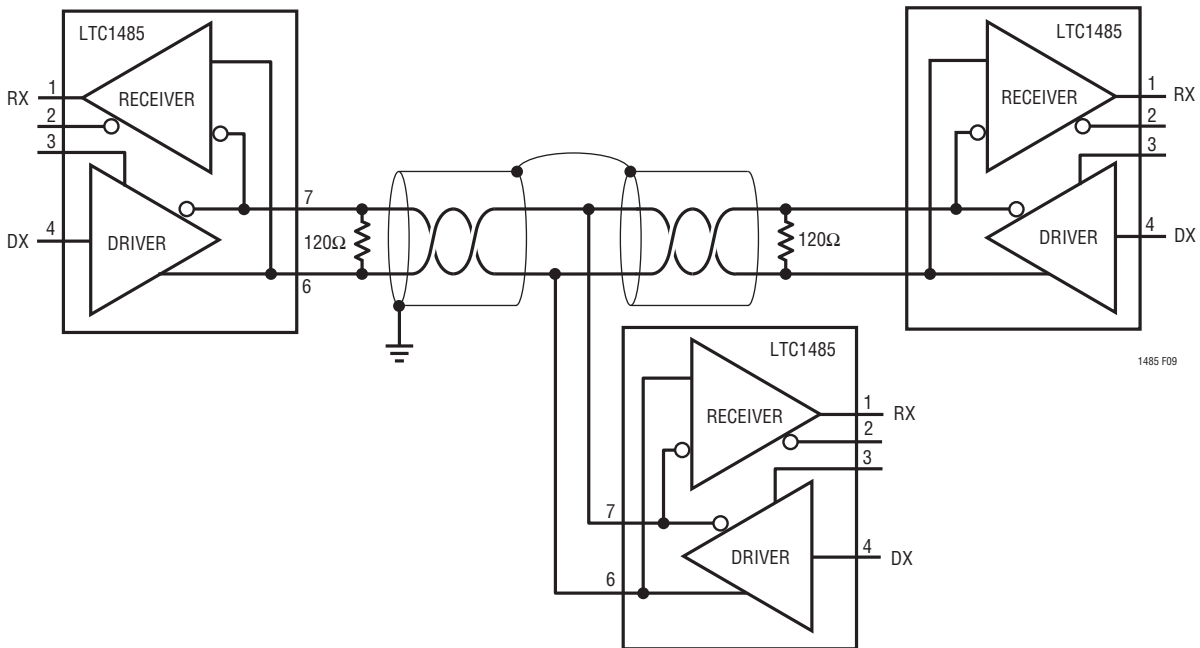 LTC1485
RECEIVER
RX 1
2
3
DX 4
DRIVER
7
6
120Ω
120Ω
LTC1485
RECEIVER
1 RX
2
3
4 DX
DRIVER
LTC1485
RECEIVER
1 RX
2
3
7
DRIVER
4 DX
6
1485 F09